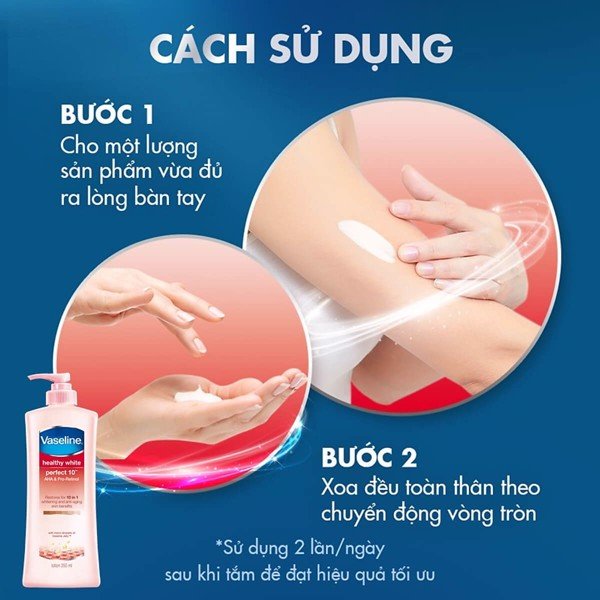 CÁCH SỬ DỤNG
BƯỚC 1
Cho một lượng
sản phẩm vừa đủ
ra lòng bàn tay
Vaseline
healthy white
perfect 10™
AHA & Pro-Retinol
BƯỚC 2
Xoa đều toàn thân theo
chuyển động vòng tròn
*Sử dụng 2 lần/ngày
sau khi tắm để đạt hiệu quả tối ưu